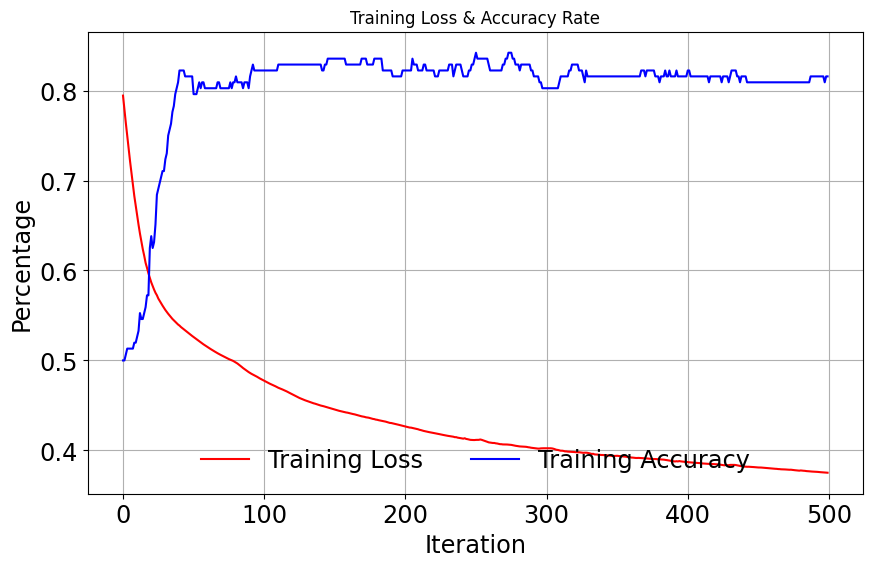 Training Loss & Accuracy Rate
0.8
0.7
0.6
0.5
0.4
Percentage
Training Loss Training Accuracy
0 100 200 300 400 500
Iteration